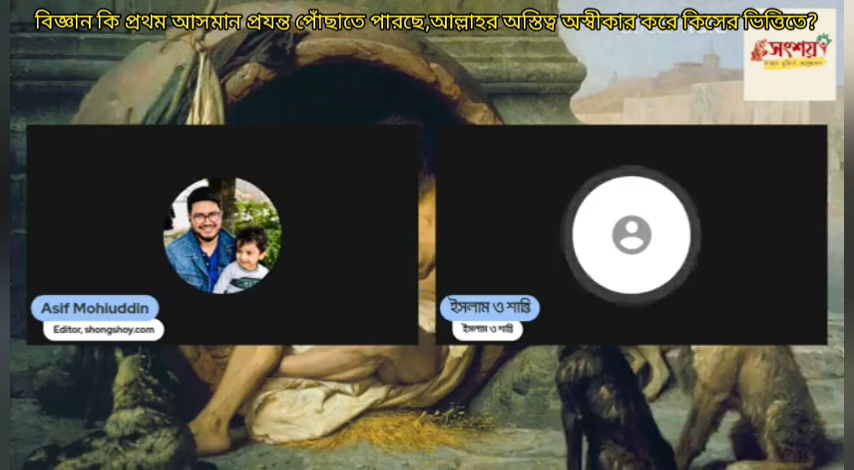 বিজ্ঞান কি প্রথম আসমান প্রযন্ত পোঁছাতে পারছে,আল্লাহর অস্তিত্ব অস্বীকার করে কিসের ভিত্তিতে?
সংশয়
Asif Mohiuddin
Editor, shongshoy.com
ইসলাম ও শান্তি
ইসলাম ও শান্তি